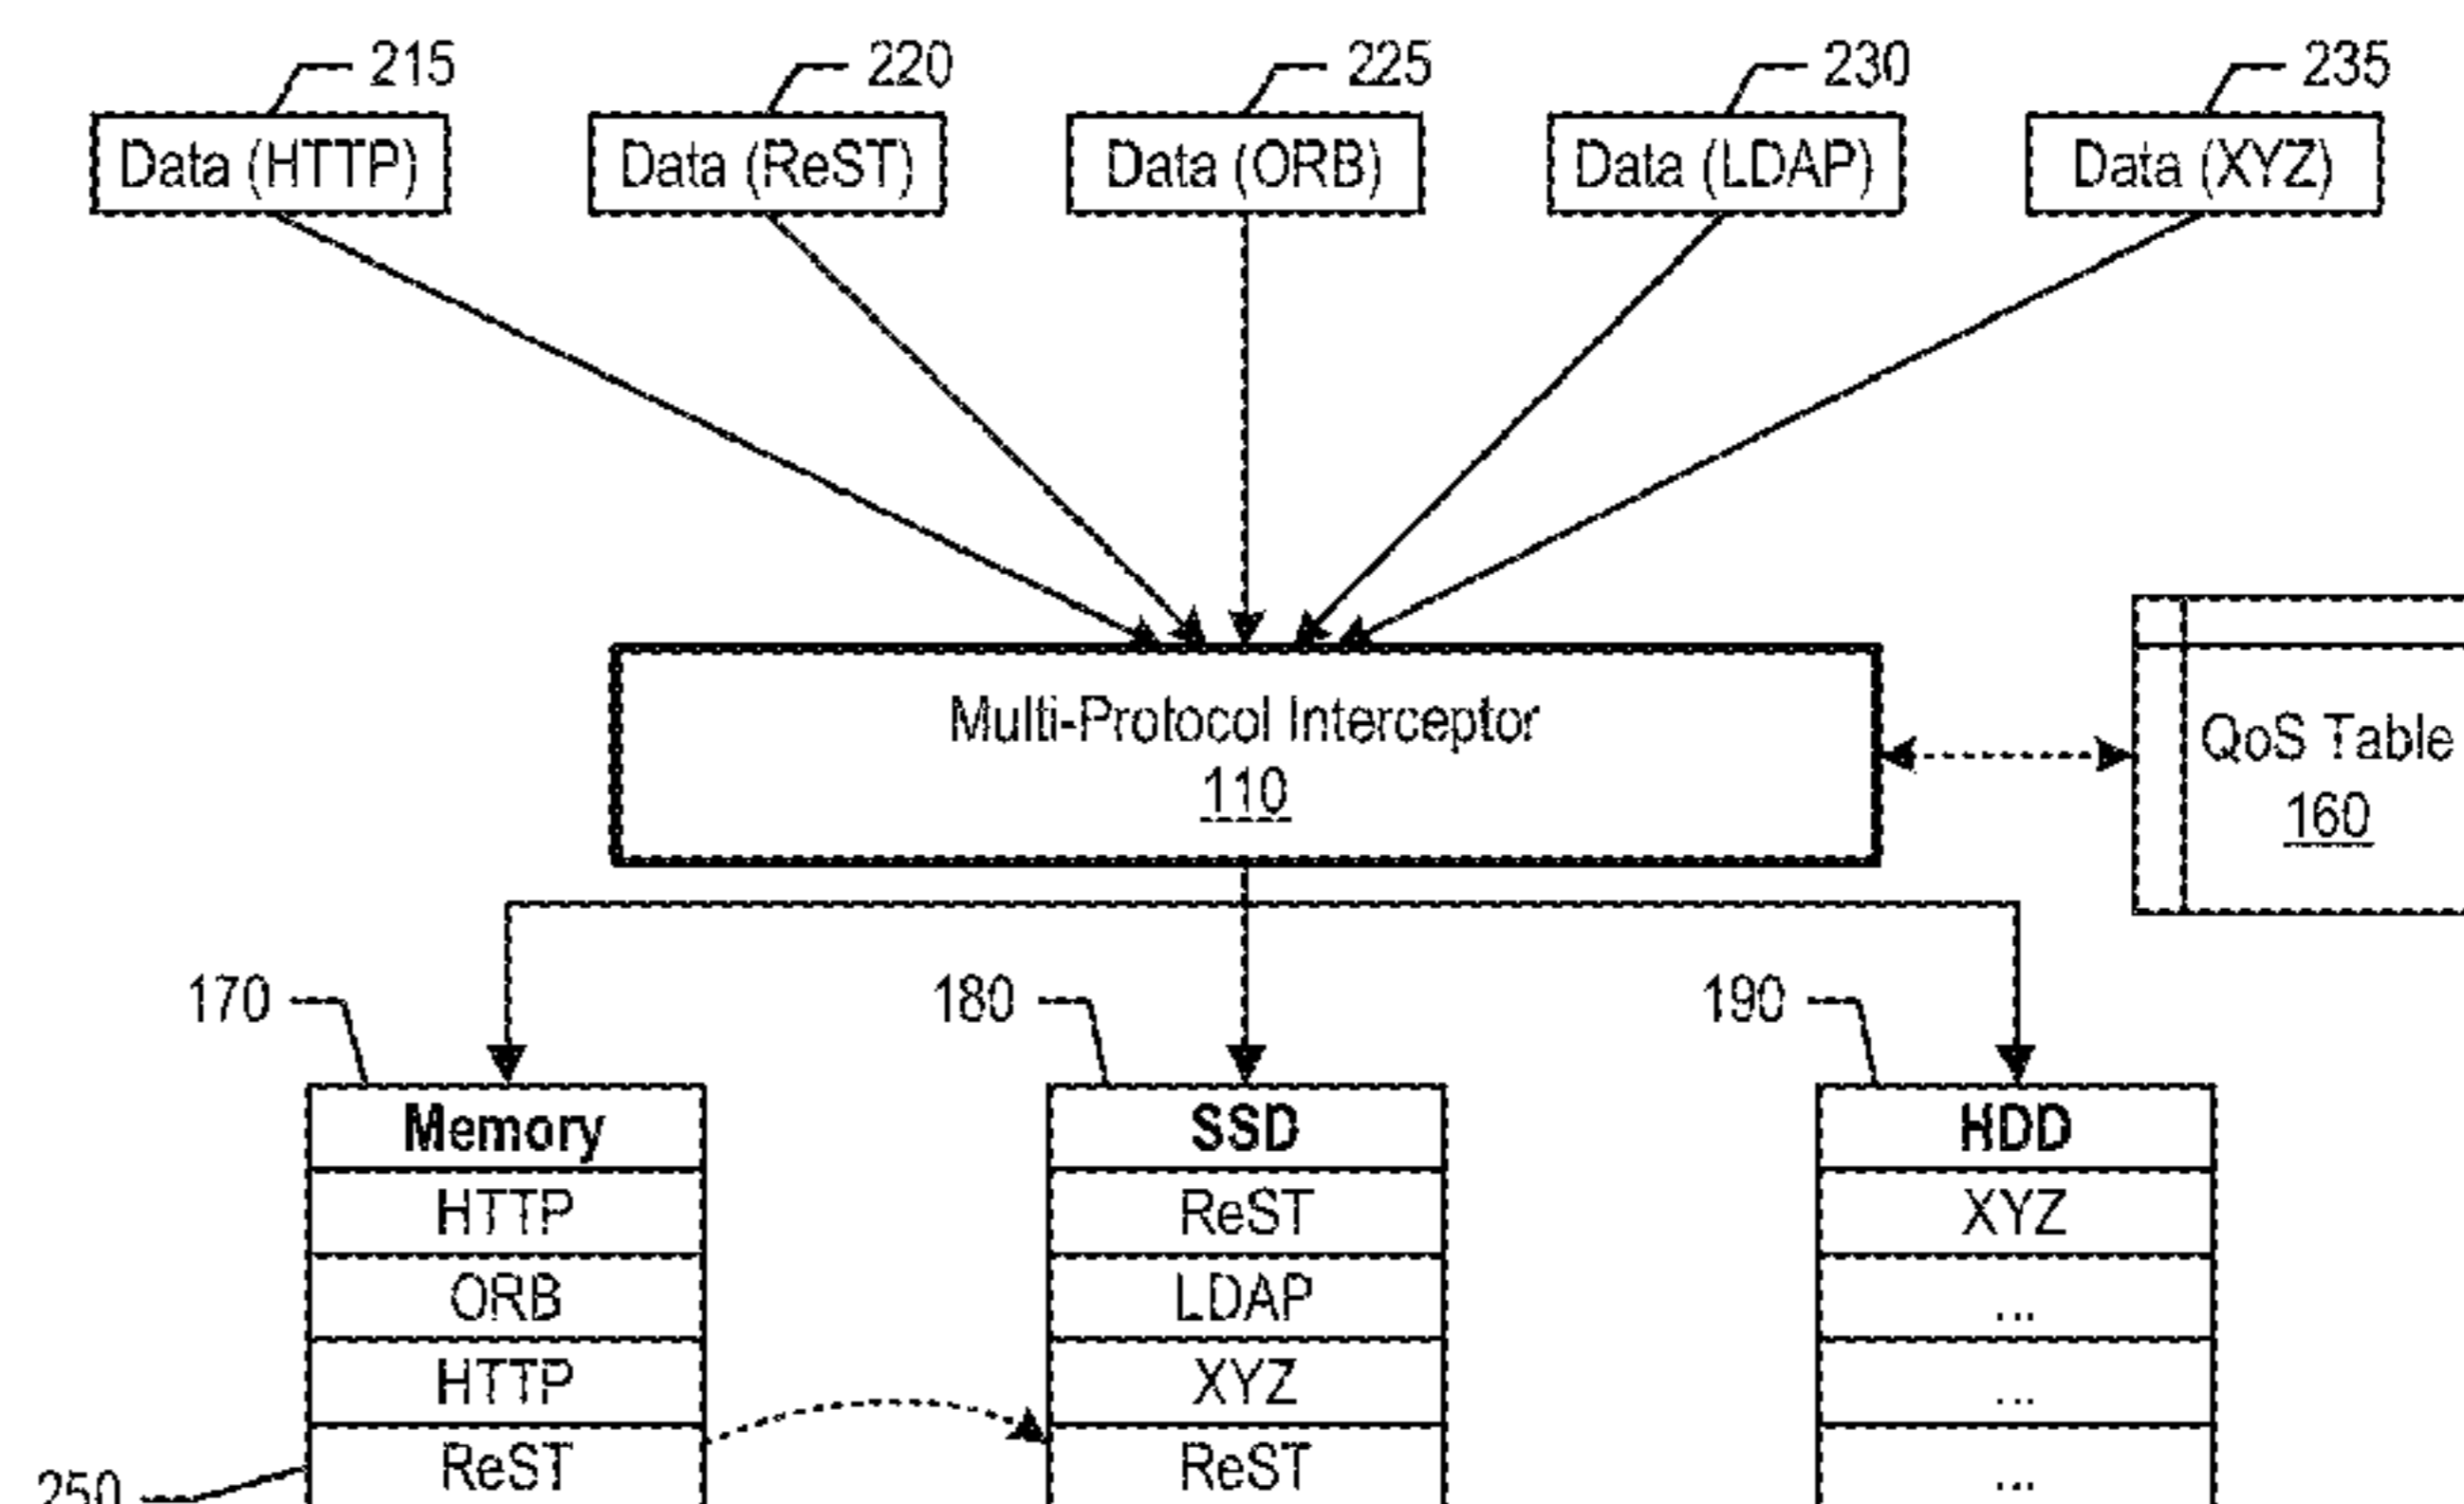 215 220 225 230 235
Data (HTTP) Data (ReST) Data (ORB) Data (LDAP) Data (XYZ)
Multi-Protocol Interceptor
110
QoS Table
160
170 180 190
Memory SSD HDD
HTTP ReST XYZ
ORB LDAP ...
HTTP XYZ ...
ReST ReST ...
250